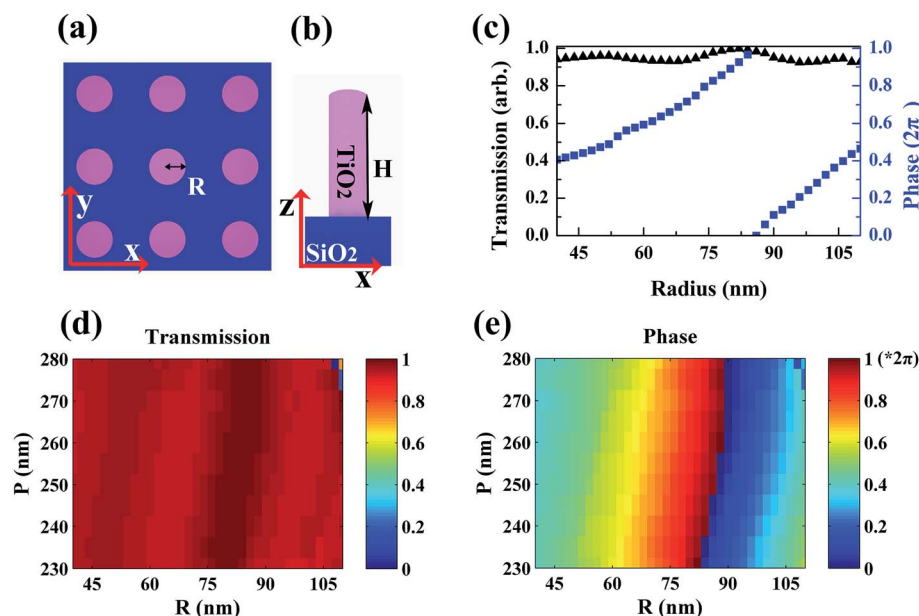 (a)
R
y
x
(b)
TiO2
H
z
SiO2
x
(c)
Transmission (arb.)
1.0
0.8
0.6
0.4
0.2
0.0
40 60 80 100
Radius (nm)
1.0
0.8
0.6
0.4
0.2
0.0
Phase (2π)
(d)
Transmission
P (nm)
280
270
260
250
240
230
45 60 75 90 105
R (nm)
1
0.8
0.6
0.4
0.2
0
(e)
Phase
P (nm)
280
270
260
250
240
230
45 60 75 90 105
R (nm)
1 (*2π)
0.8
0.6
0.4
0.2
0